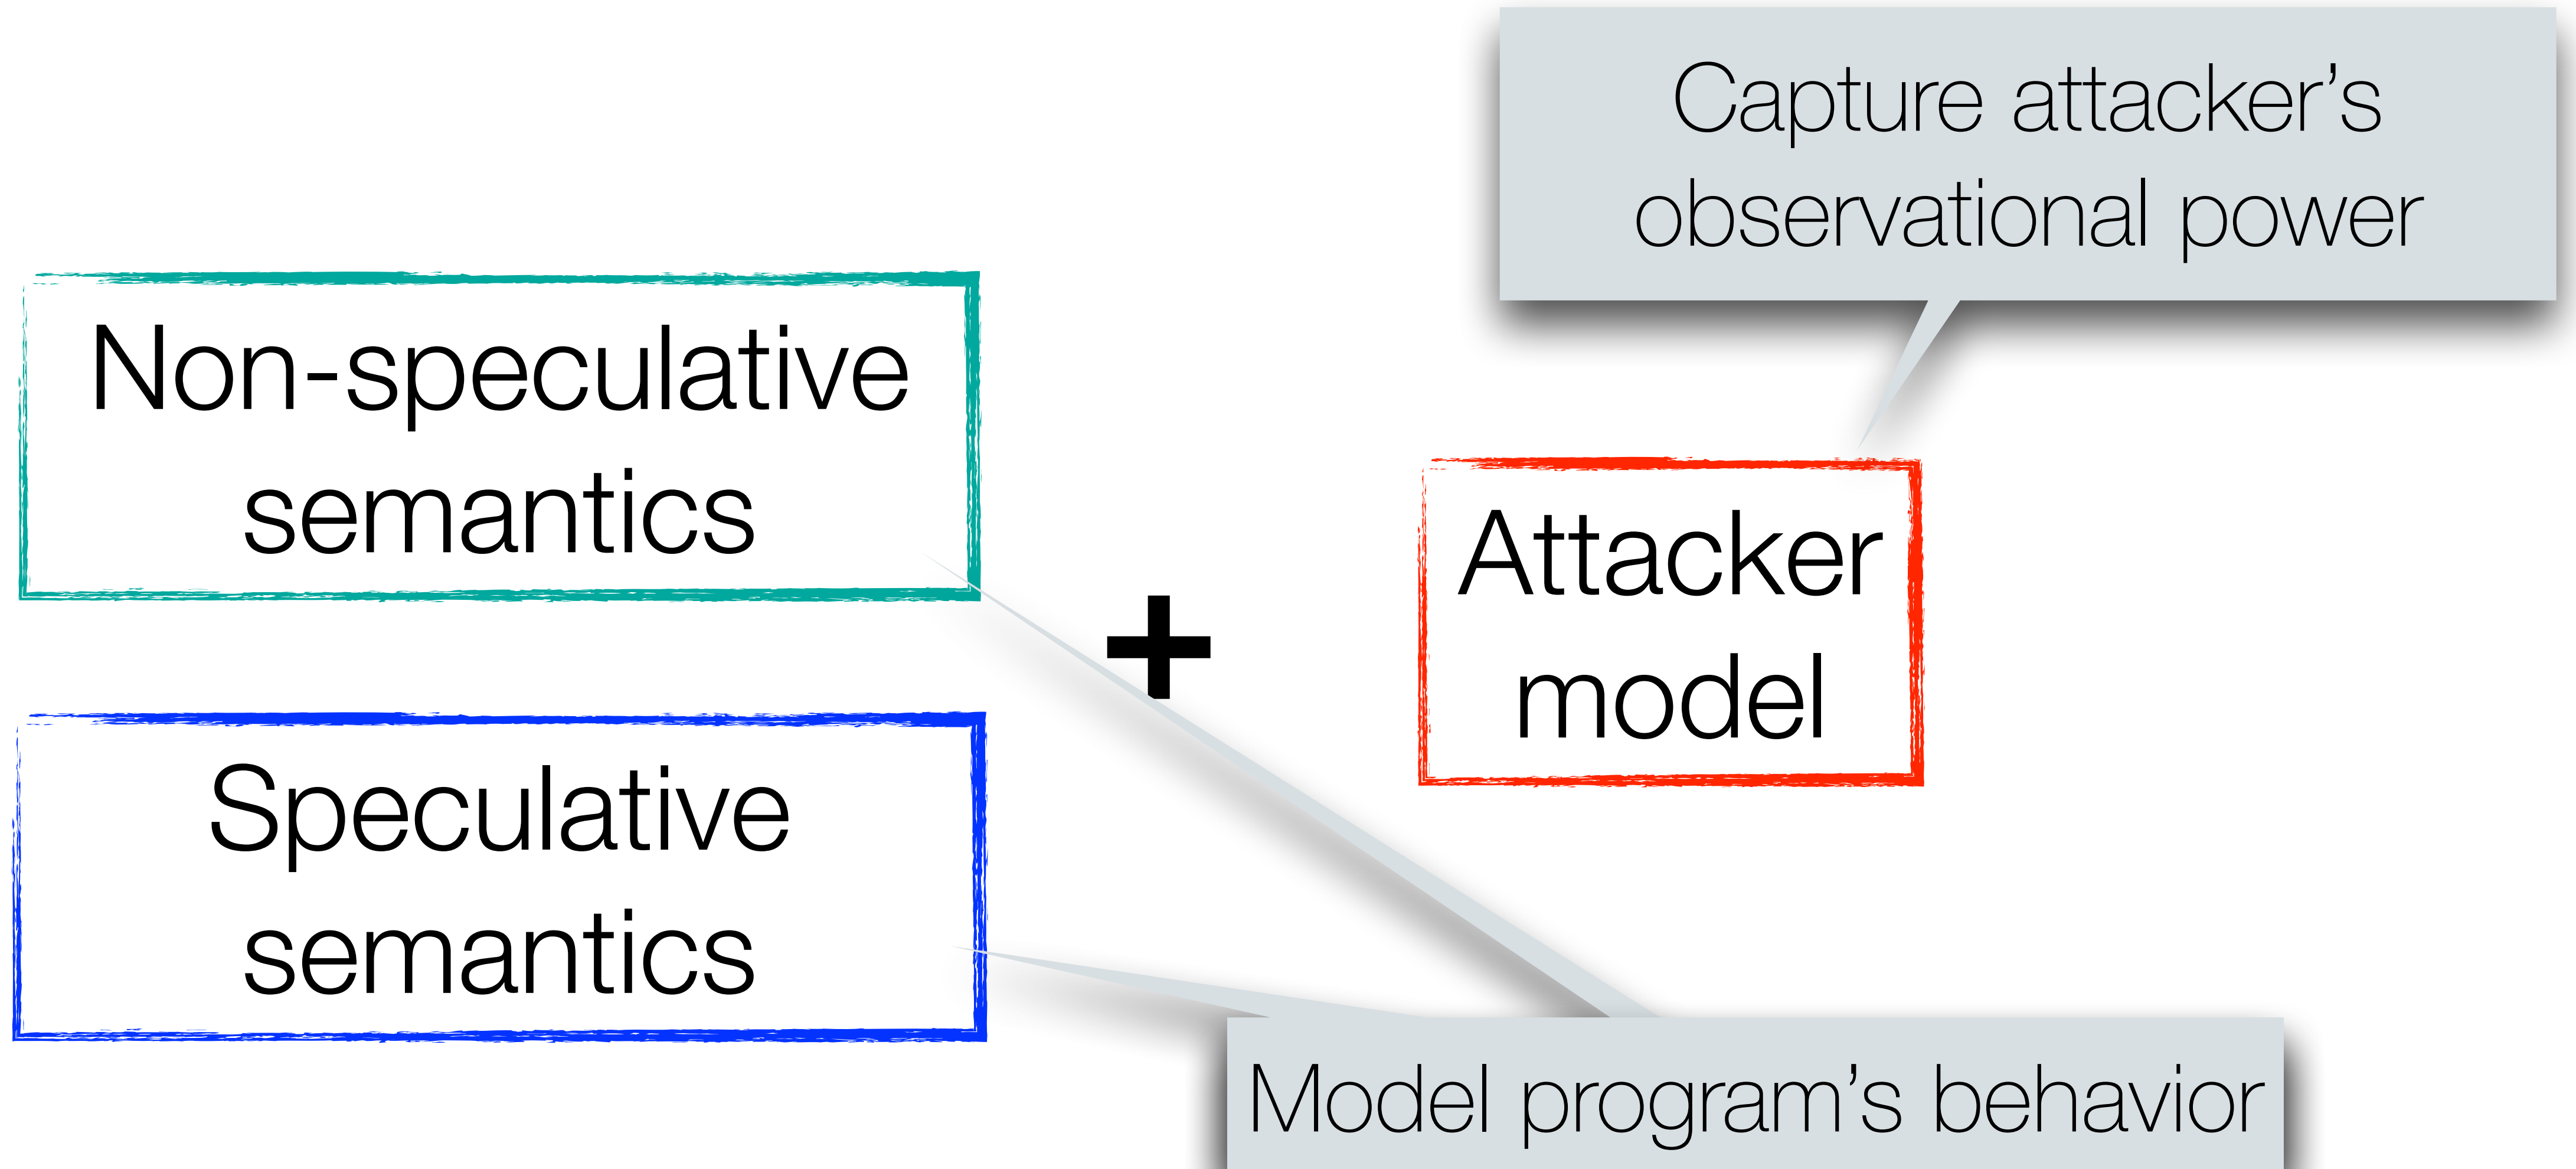 Capture attacker’s
observational power
Non-speculative
semantics
+
Attacker
model
Speculative
semantics
Model program’s behavior